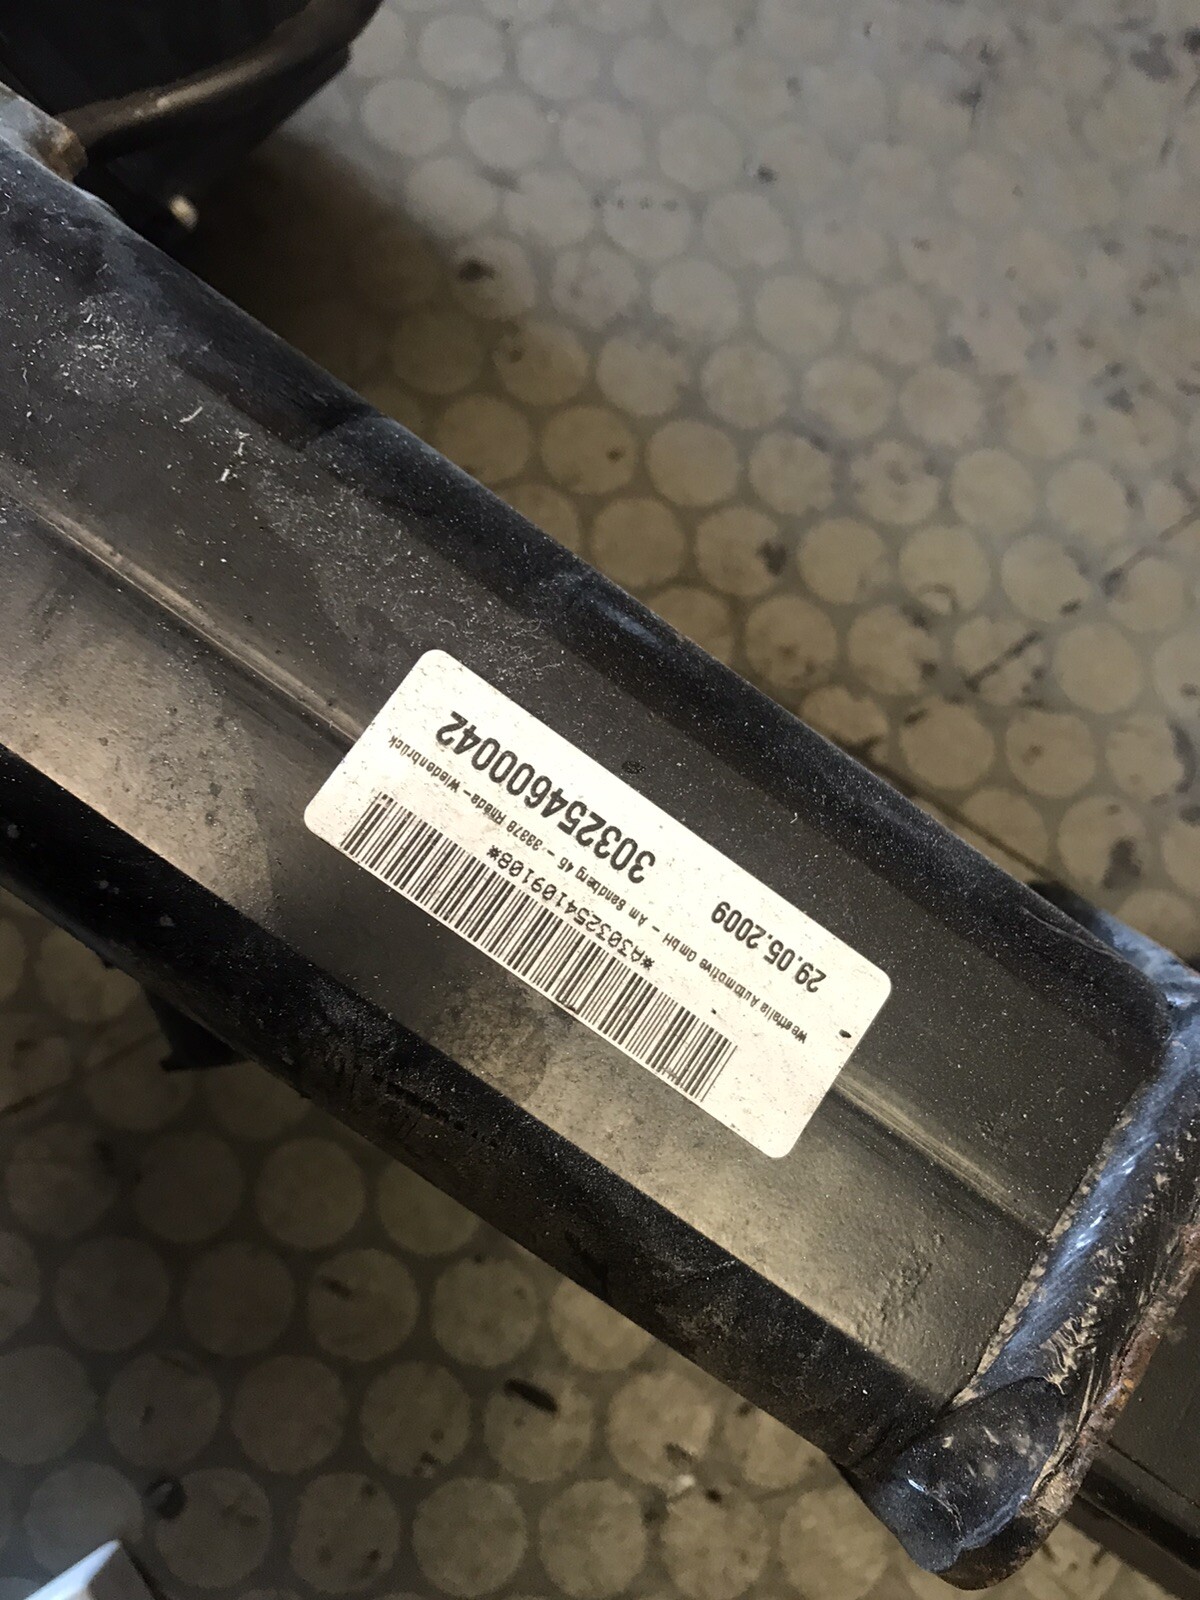 29.05.2009
303254600042
Westfalia Automotive GmbH - Am Sandberg 45 - 33378 Rheda-Wiedenbrück
*A303254109108*